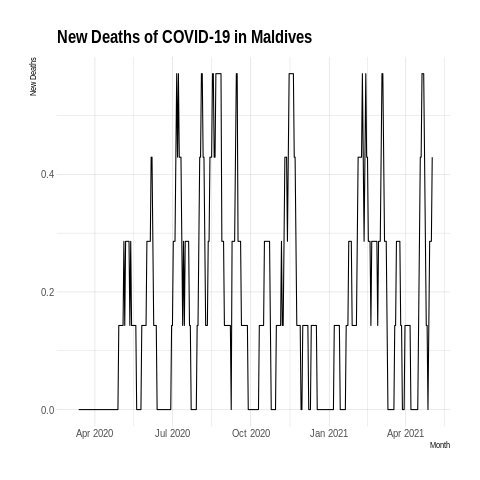 New Deaths of COVID-19 in Maldives
New Deaths
0.4
0.2
0.0
Apr 2020 Jul 2020 Oct 2020 Jan 2021 Apr 2021
Month